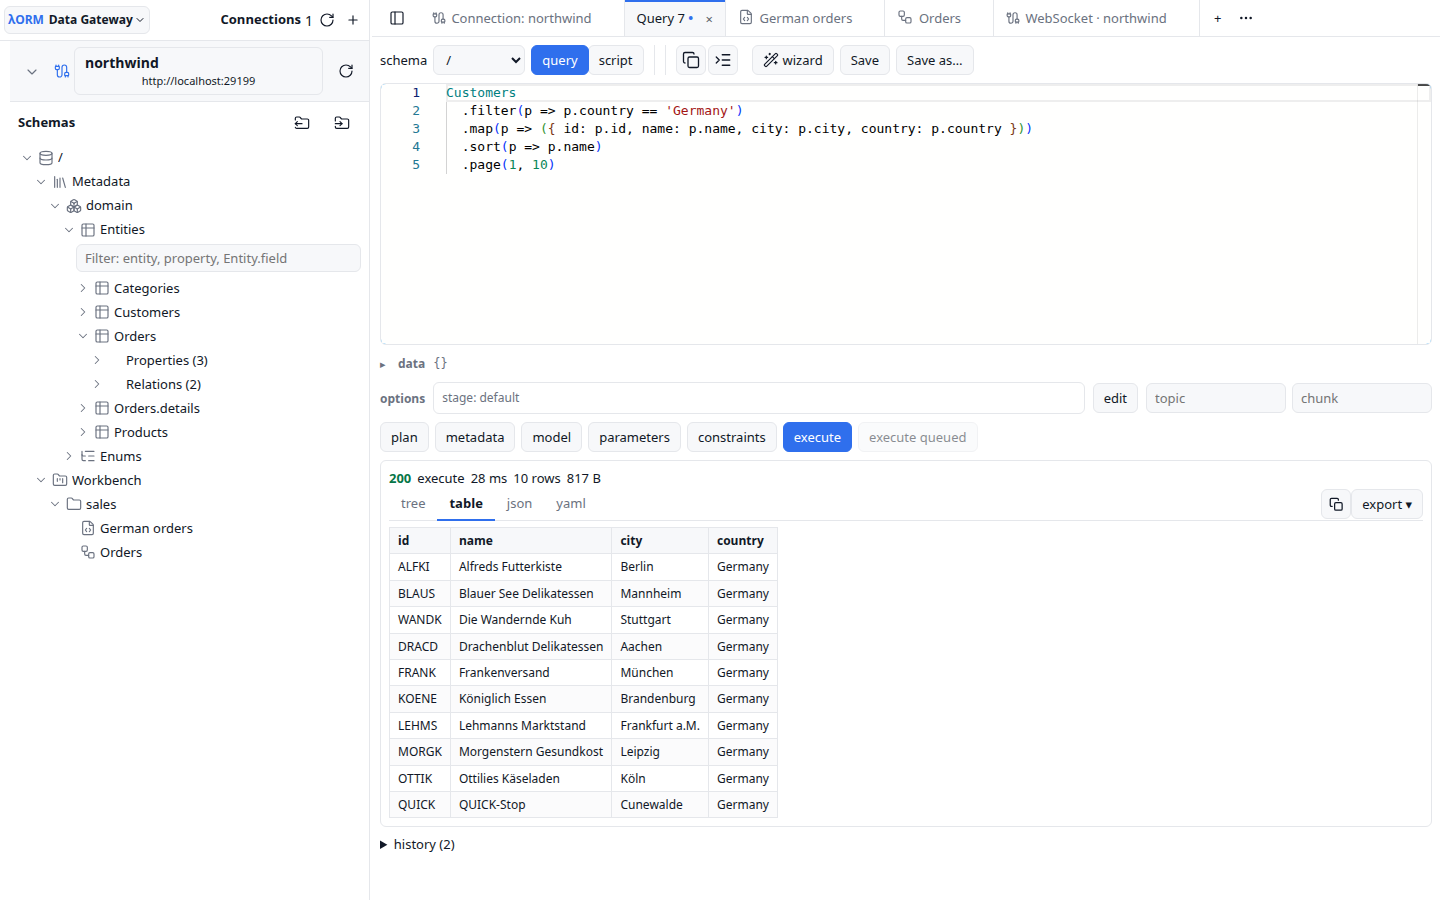 λORM Data Gateway
Connections 1
northwind
http://localhost:29199
Schemas
/
Metadata
domain
Entities
Filter: entity, property, Entity.field
Categories
Customers
Orders
Properties (3)
Relations (2)
Orders.details
Products
Enums
Workbench
sales
German orders
Orders
Connection: northwind
Query 7 • ×
German orders
Orders
WebSocket · northwind
+ ···
schema / query script wizard Save Save as...
1 Customers
2 .filter(p => p.country == 'Germany')
3 .map(p => ({ id: p.id, name: p.name, city: p.city, country: p.country }))
4 .sort(p => p.name)
5 .page(1, 10)
data {}
options stage: default edit topic chunk
plan metadata model parameters constraints execute execute queued
200 execute 28 ms 10 rows 817 B
tree table json yaml export ▾
id name city country
ALFKI Alfreds Futterkiste Berlin Germany
BLAUS Blauer See Delikatessen Mannheim Germany
WANDK Die Wandernde Kuh Stuttgart Germany
DRACD Drachenblut Delikatessen Aachen Germany
FRANK Frankenversand München Germany
KOENE Königlich Essen Brandenburg Germany
LEHMS Lehmanns Marktstand Frankfurt a.M. Germany
MORGK Morgenstern Gesundkost Leipzig Germany
OTTIK Ottilies Käseladen Köln Germany
QUICK QUICK-Stop Cunewalde Germany
history (2)